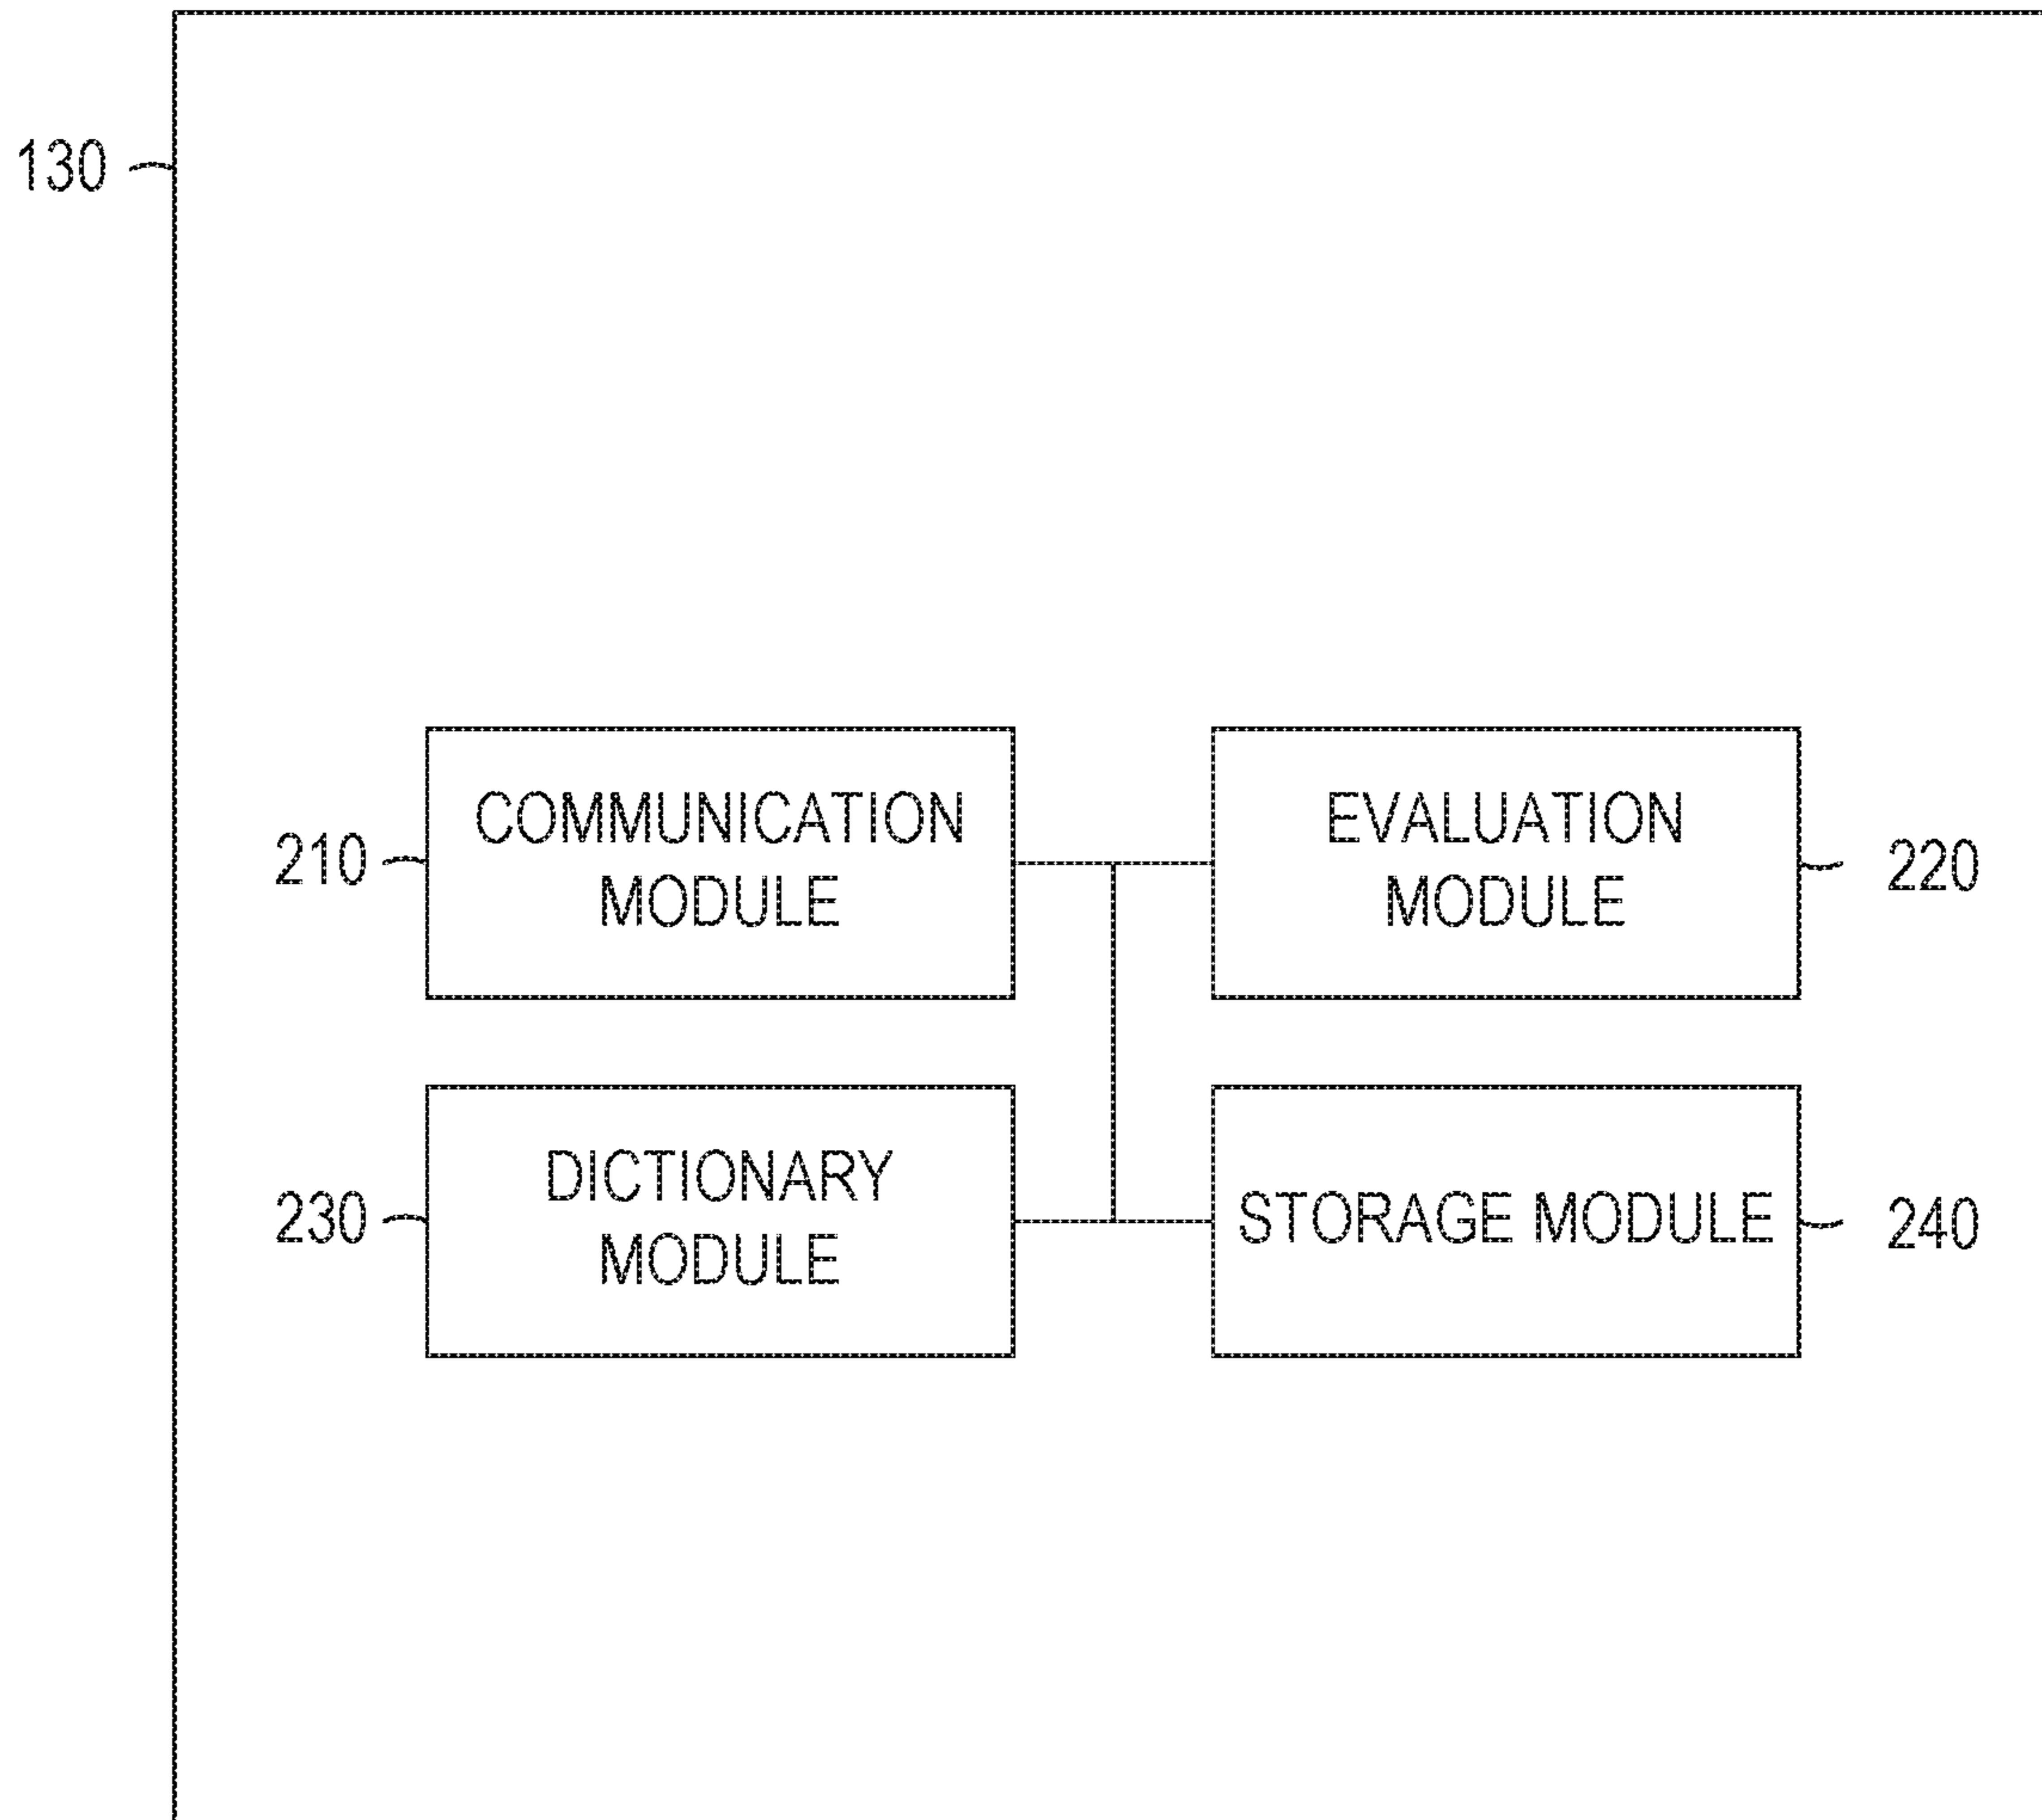 130
COMMUNICATION
MODULE
210
EVALUATION
MODULE
220
DICTIONARY
MODULE
230
STORAGE MODULE
240